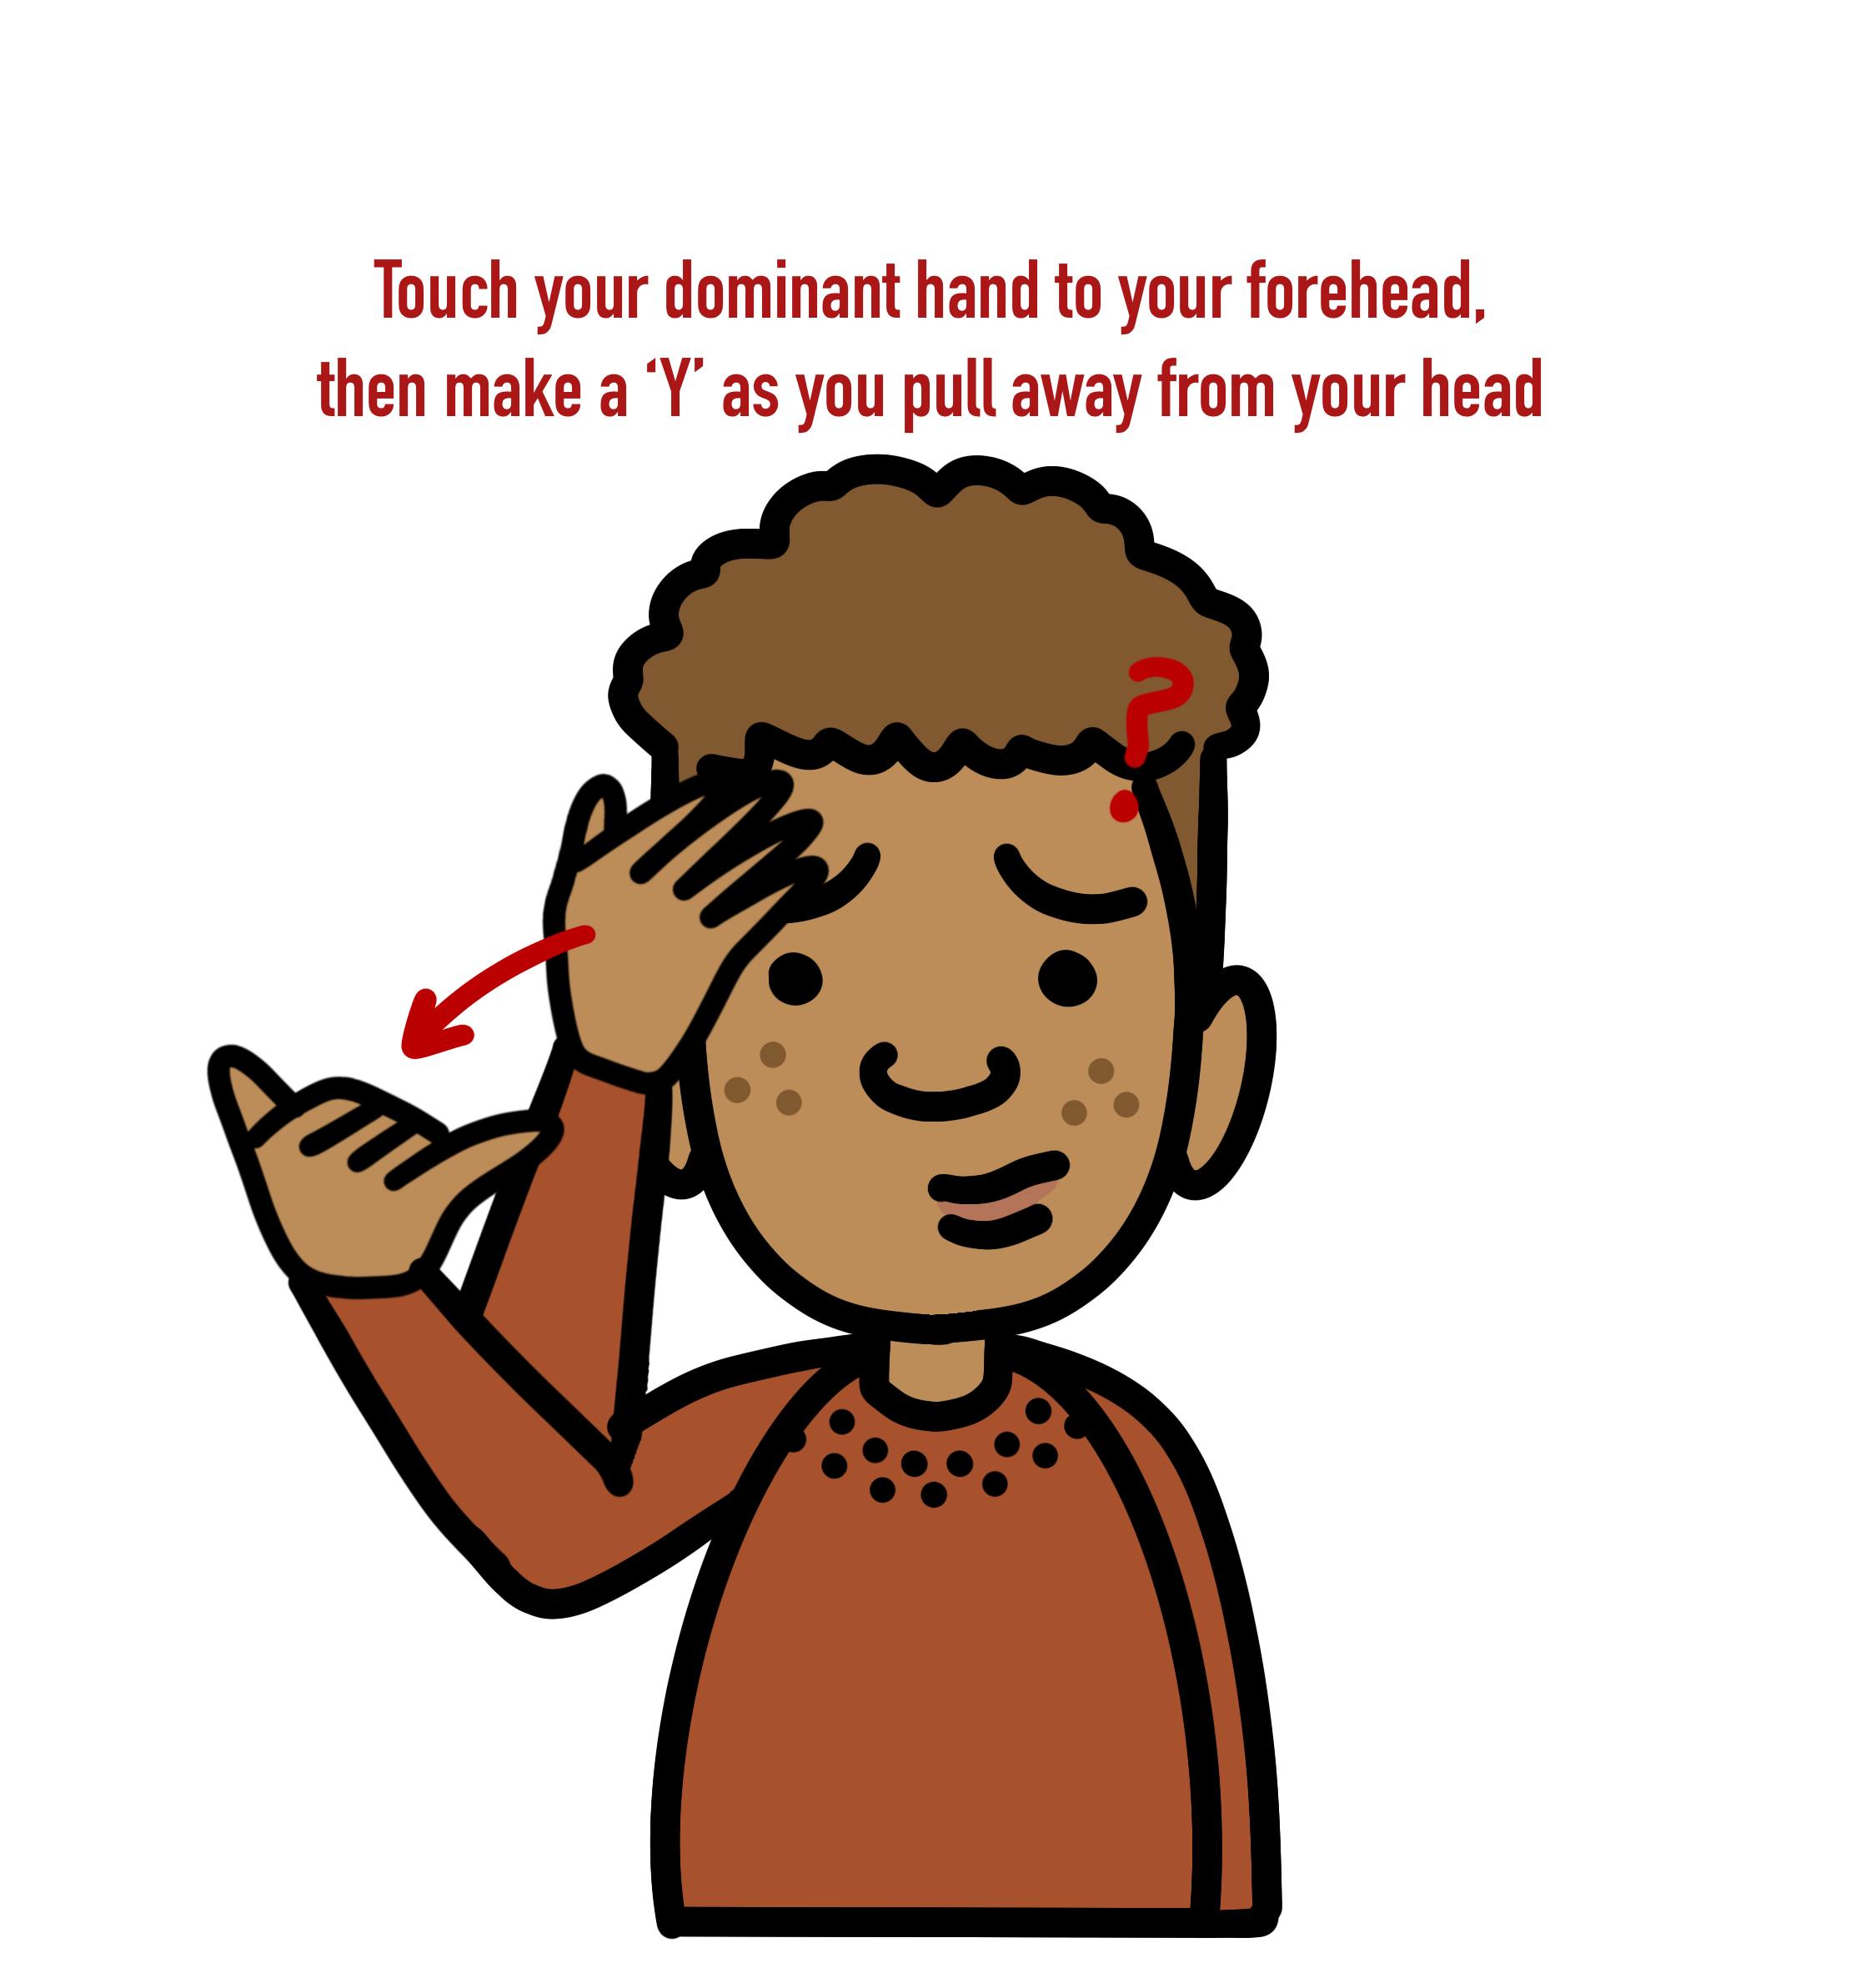 Touch your dominant hand to your forehead,
then make a 'Y' as you pull away from your head
?